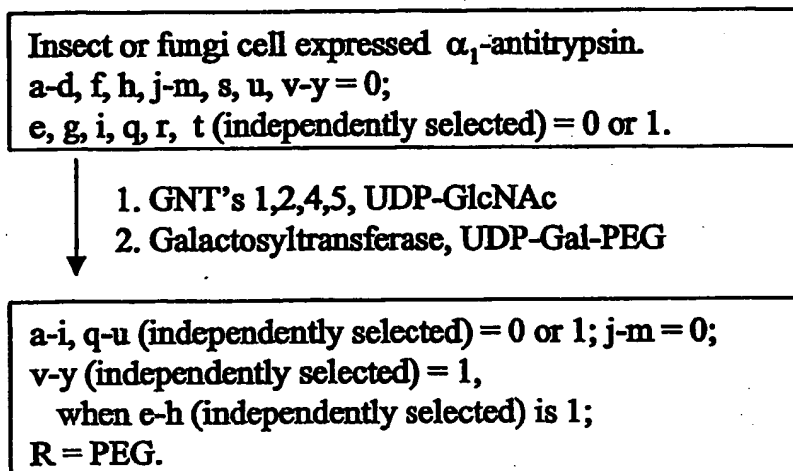 Insect or fungi cell expressed α₁-antitrypsin.
a-d, f, h, j-m, s, u, v-y = 0;
e, g, i, q, r, t (independently selected) = 0 or 1.
1. GNT's 1,2,4,5, UDP-GlcNAc
2. Galactosyltransferase, UDP-Gal-PEG
a-i, q-u (independently selected) = 0 or 1; j-m = 0;
v-y (independently selected) = 1,
when e-h (independently selected) is 1;
R = PEG.